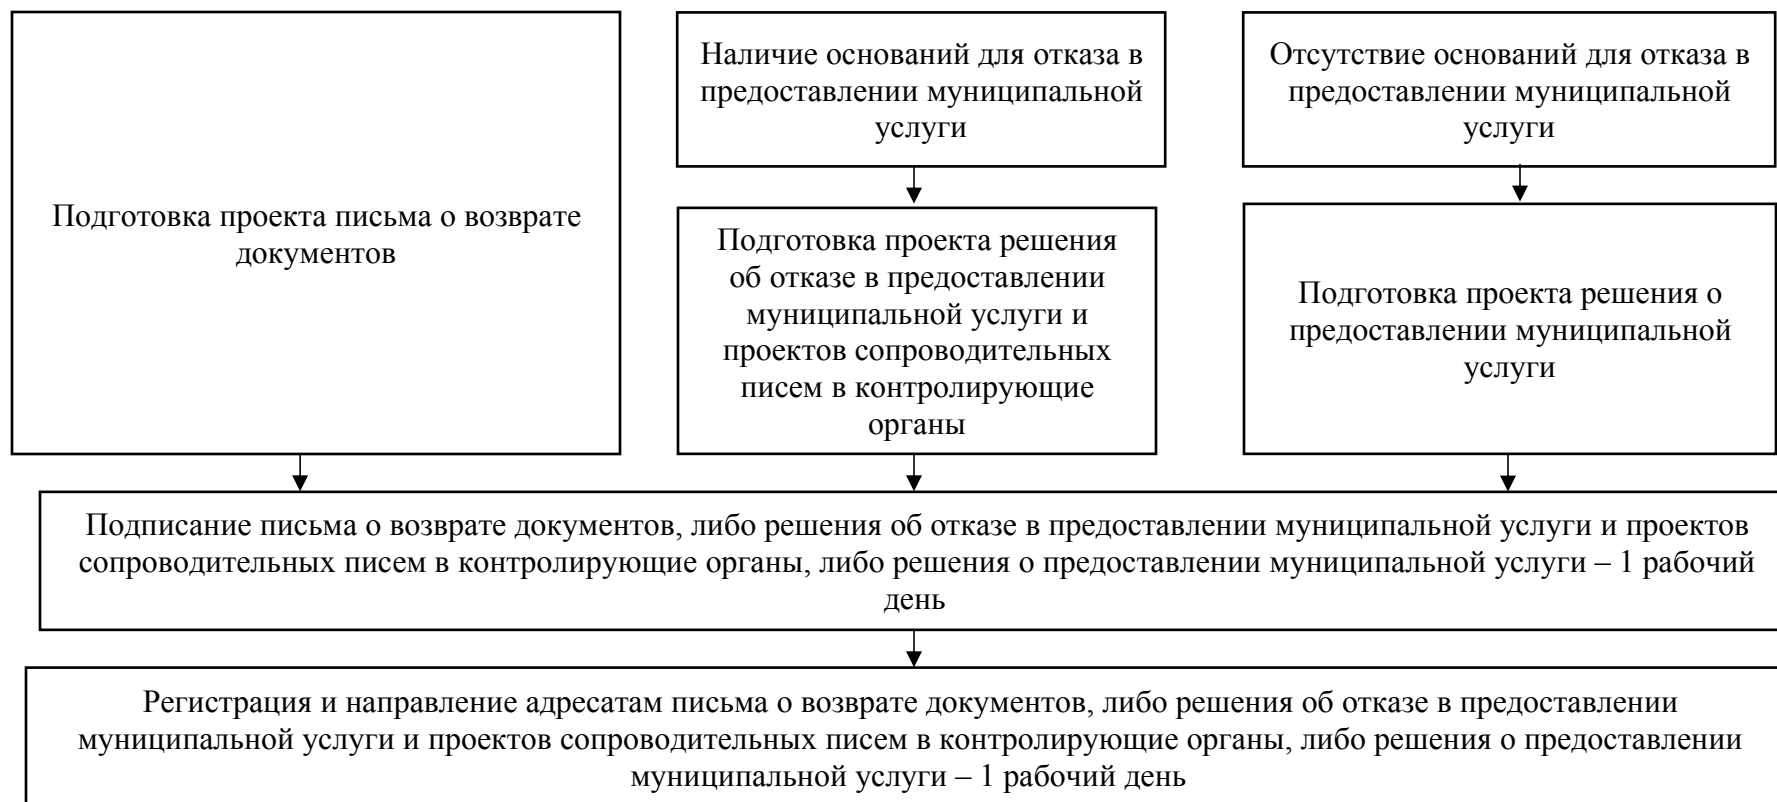 Подготовка проекта письма о возврате
документов
Наличие оснований для отказа в
предоставлении муниципальной
услуги
Подготовка проекта решения
об отказе в предоставлении
муниципальной услуги и
проектов сопроводительных
писем в контролирующие
органы
Отсутствие оснований для отказа в
предоставлении муниципальной
услуги
Подготовка проекта решения о
предоставлении муниципальной
услуги
Подписание письма о возврате документов, либо решения об отказе в предоставлении муниципальной услуги и проектов
сопроводительных писем в контролирующие органы, либо решения о предоставлении муниципальной услуги – 1 рабочий
день
Регистрация и направление адресатам письма о возврате документов, либо решения об отказе в предоставлении
муниципальной услуги и проектов сопроводительных писем в контролирующие органы, либо решения о предоставлении
муниципальной услуги – 1 рабочий день